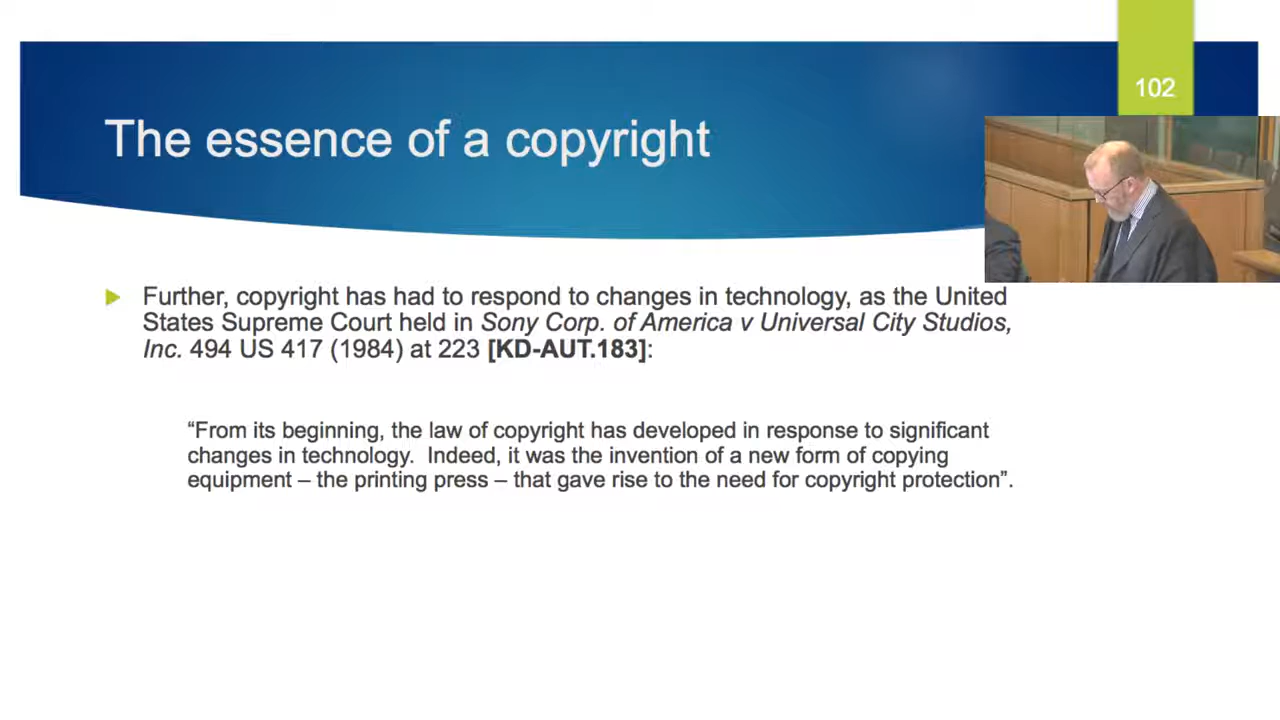 102
The essence of a copyright
Further, copyright has had to respond to changes in technology, as the United
States Supreme Court held in Sony Corp. of America v Universal City Studios,
Inc. 494 US 417 (1984) at 223 [KD-AUT.183]:
“From its beginning, the law of copyright has developed in response to significant
changes in technology. Indeed, it was the invention of a new form of copying
equipment – the printing press – that gave rise to the need for copyright protection”.